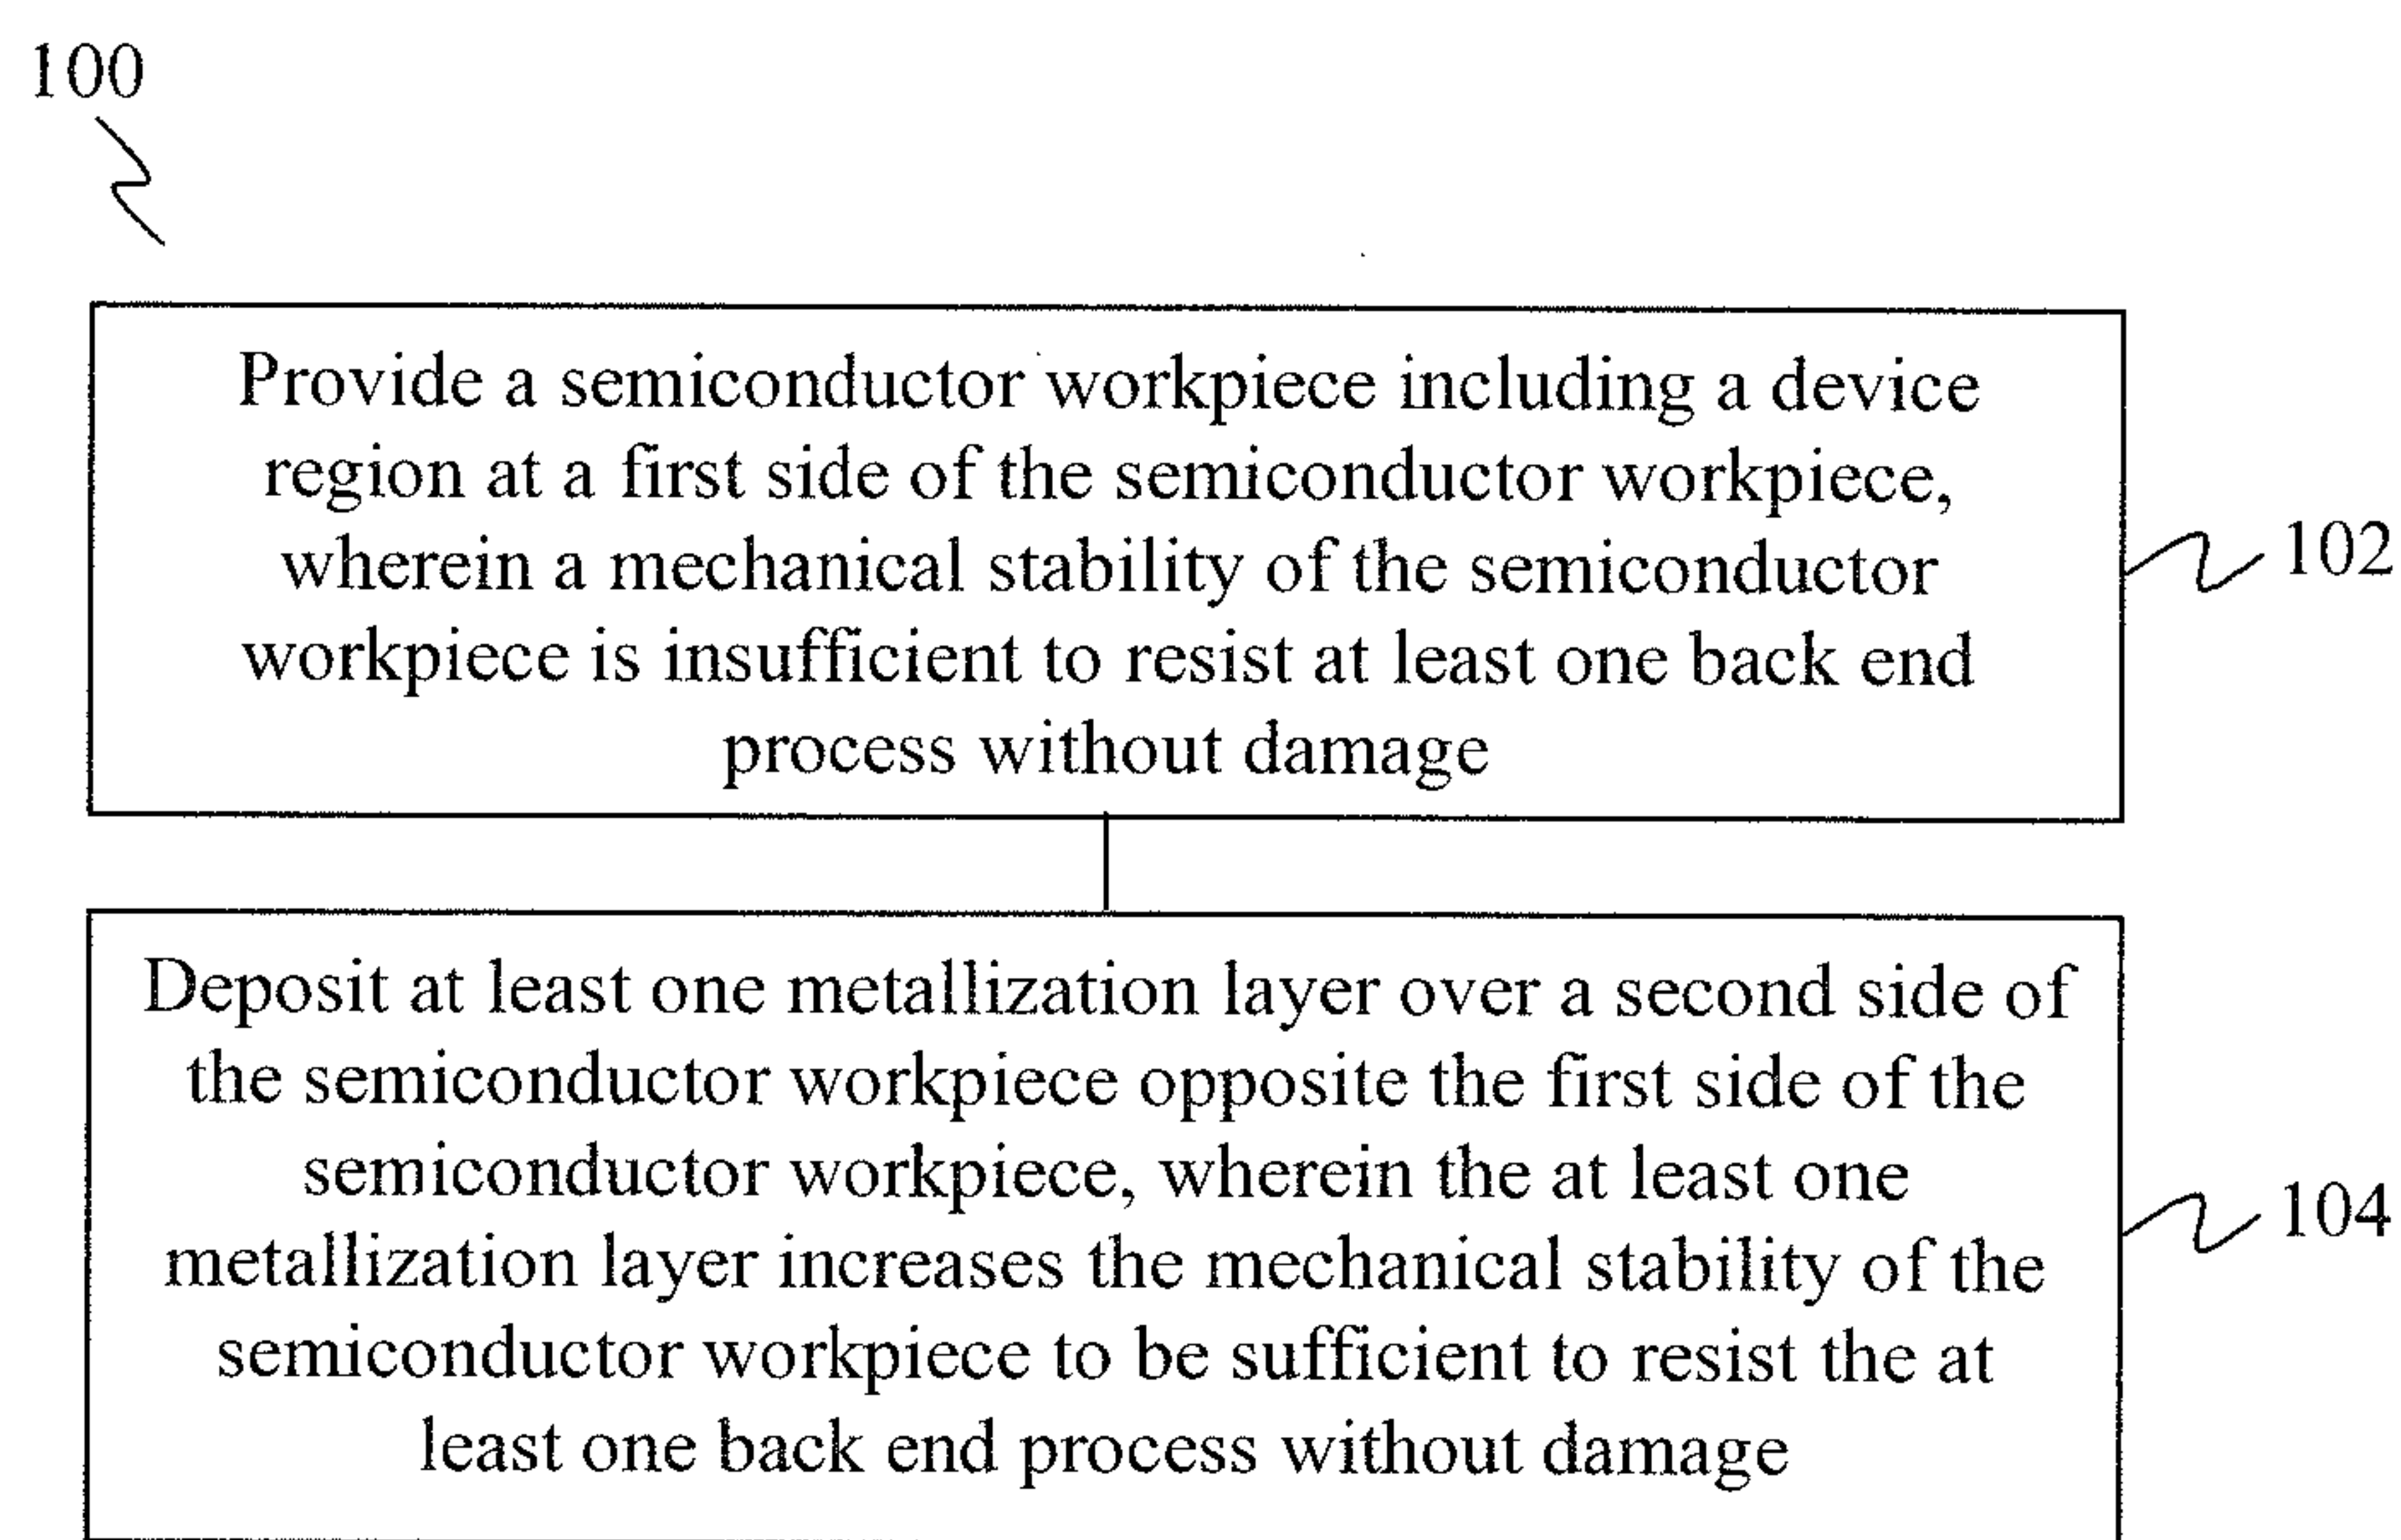 100
Provide a semiconductor workpiece including a device
region at a first side of the semiconductor workpiece,
wherein a mechanical stability of the semiconductor
workpiece is insufficient to resist at least one back end
process without damage
102
Deposit at least one metallization layer over a second side of
the semiconductor workpiece opposite the first side of the
semiconductor workpiece, wherein the at least one
metallization layer increases the mechanical stability of the
semiconductor workpiece to be sufficient to resist the at
least one back end process without damage
104